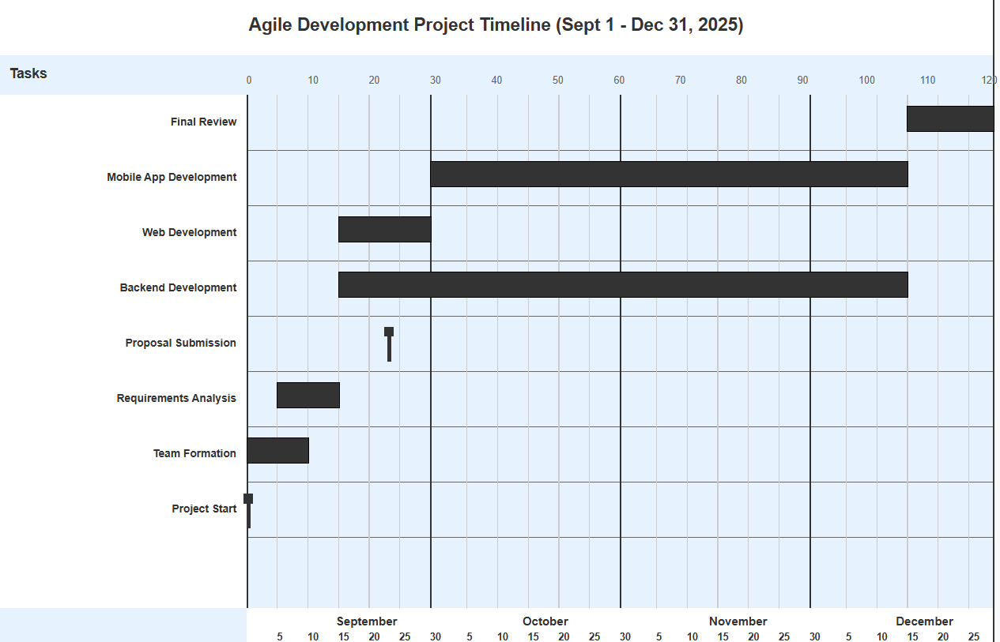 Agile Development Project Timeline (Sept 1 - Dec 31, 2025)
Tasks
0 10 20 30 40 50 60 70 80 90 100 110 120
Final Review
Mobile App Development
Web Development
Backend Development
Proposal Submission
Requirements Analysis
Team Formation
Project Start
September October November December
5 10 15 20 25 30 5 10 15 20 25 30 5 10 15 20 25 30 5 10 15 20 25